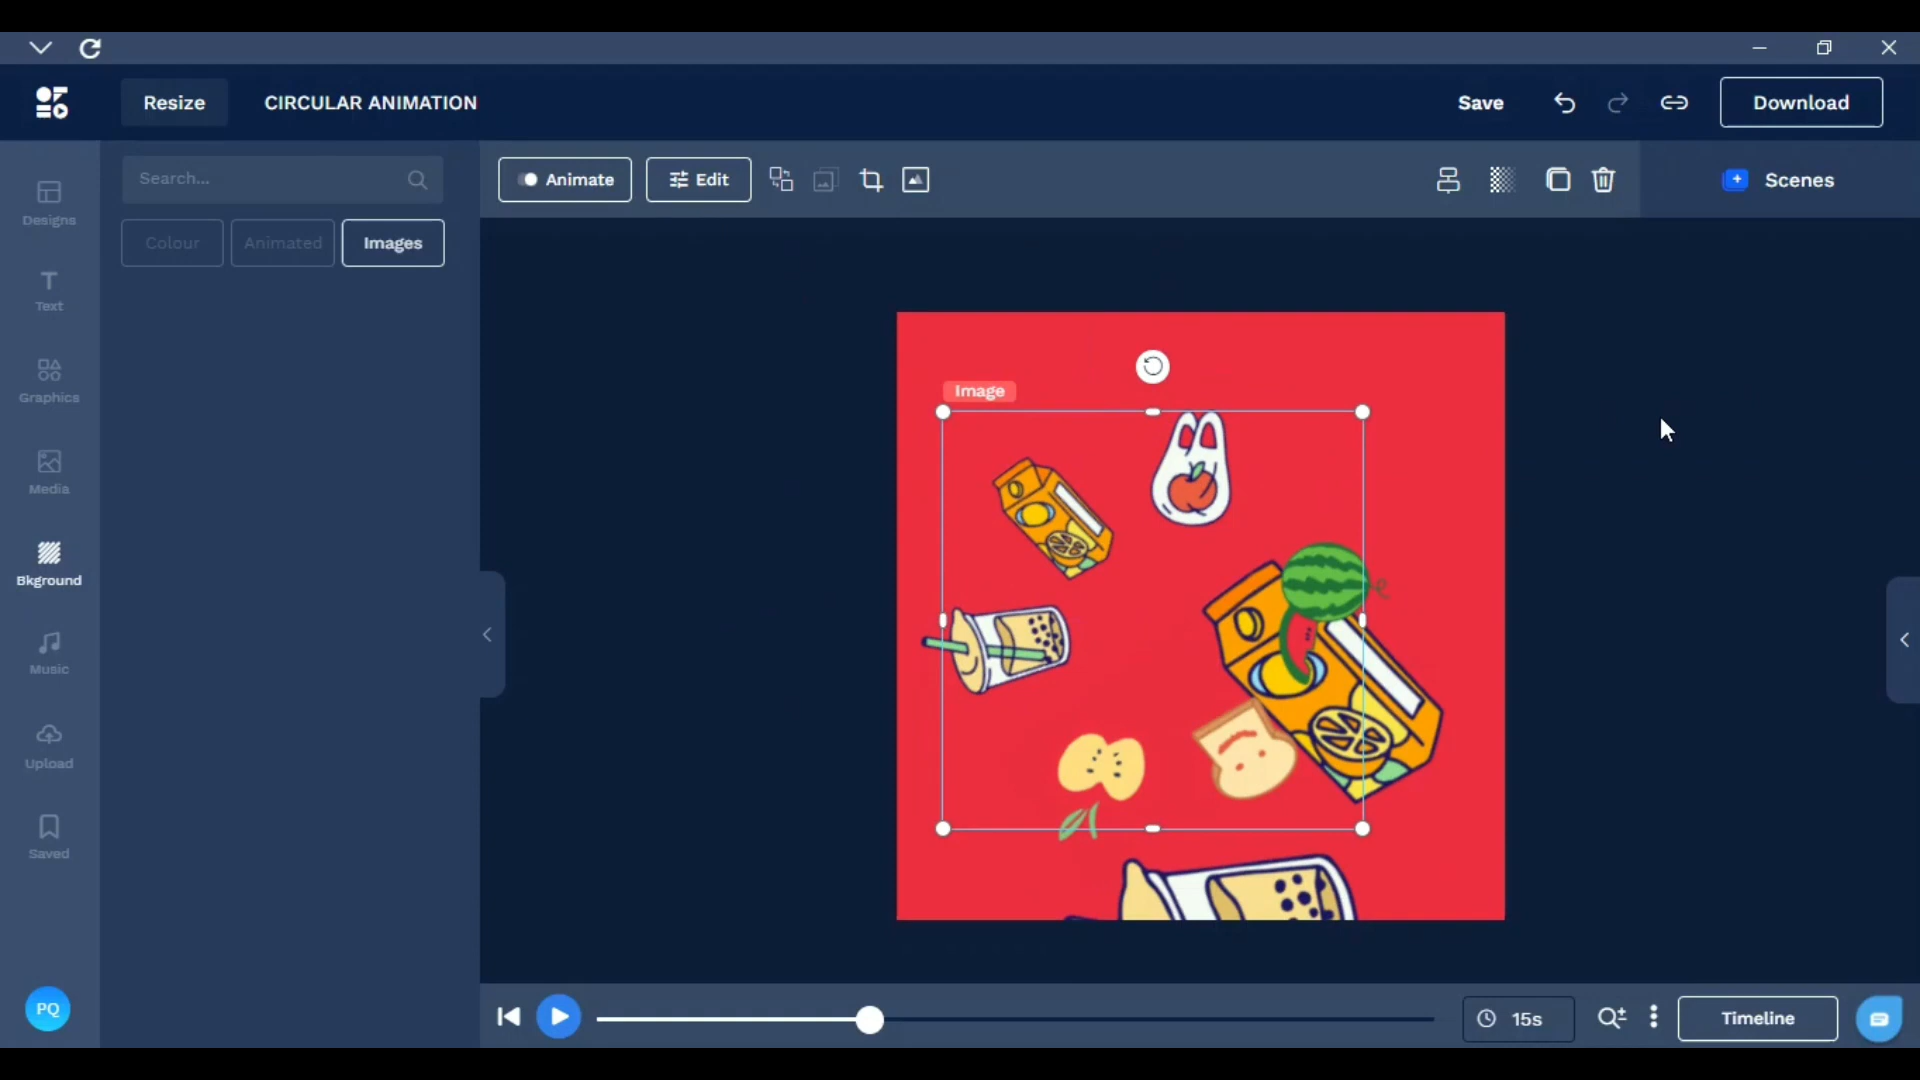 Resize
CIRCULAR ANIMATION
Save
Download
Search...
Animate
Edit
Scenes
Designs
Colour
Animated
Images
Text
Graphics
Image
Media
Bkground
Music
Upload
Saved
PQ
15s
Timeline